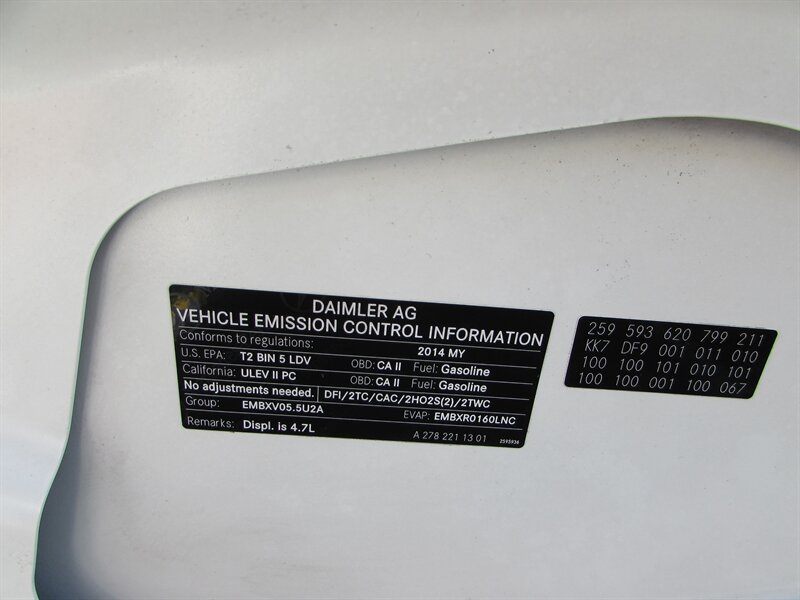 DAIMLER AG
VEHICLE EMISSION CONTROL INFORMATION
Conforms to regulations: 2014 MY
U.S. EPA: T2 BIN 5 LDV OBD: CA II Fuel: Gasoline
California: ULEV II PC OBD: CA II Fuel: Gasoline
No adjustments needed. DFI/2TC/CAC/2HO2S(2)/2TWC
Group: EMBXV05.5U2A EVAP: EMBXR0160LNC
Remarks: Displ. is 4.7L A 278 221 13 01 2595936
259 593 620 799 211
KK7 DF9 001 011 010
100 100 101 010 101
100 100 001 100 067